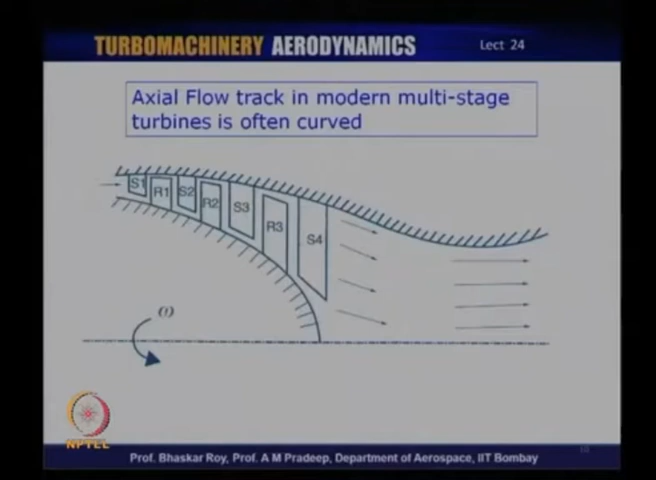 TURBOMACHINERY AERODYNAMICS Lect 24
Axial Flow track in modern multi-stage
turbines is often curved
S1 R1 S2 R2 S3 R3 S4
ω
NPTEL
Prof. Bhaskar Roy, Prof. A M Pradeep, Department of Aerospace, IIT Bombay